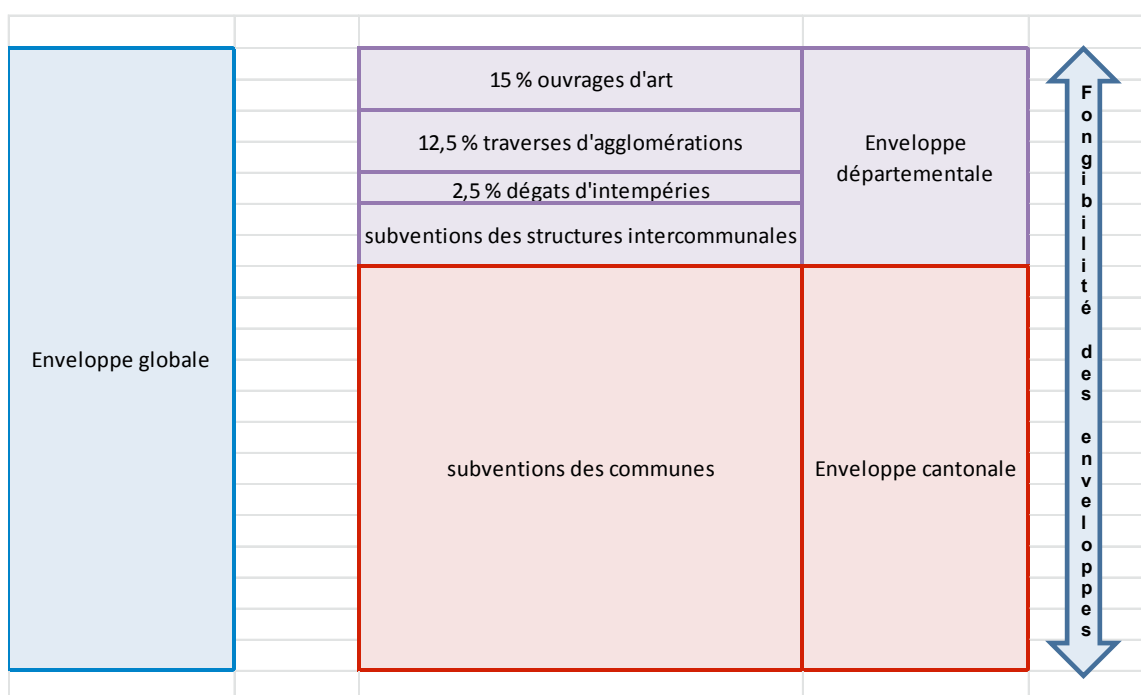 Enveloppe globale
15 % ouvrages d'art
12,5 % traverses d'agglomérations
2,5 % dégats d'intempéries
subventions des structures intercommunales
Enveloppe
départementale
subventions des communes
Enveloppe cantonale
Fongibilité des enveloppes